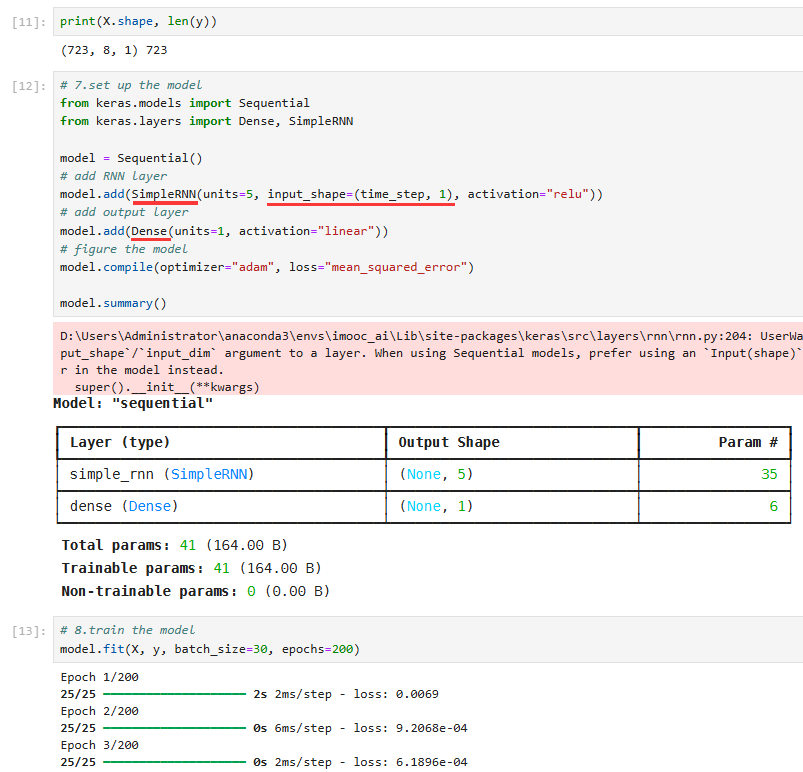 [11]: print(X.shape, len(y))
(723, 8, 1) 723
[12]: # 7.set up the model
from keras.models import Sequential
from keras.layers import Dense, SimpleRNN
model = Sequential()
# add RNN layer
model.add(SimpleRNN(units=5, input_shape=(time_step, 1), activation="relu"))
# add output layer
model.add(Dense(units=1, activation="linear"))
# figure the model
model.compile(optimizer="adam", loss="mean_squared_error")
model.summary()
D:\Users\Administrator\anaconda3\envs\imooc_ai\Lib\site-packages\keras\src\layers\rnn\rnn.py:204: UserWa
put_shape`/`input_dim` argument to a layer. When using Sequential models, prefer using an `Input(shape)`
r in the model instead.
super().__init__(**kwargs)
Model: "sequential"
Layer (type) Output Shape Param #
simple_rnn (SimpleRNN) (None, 5) 35
dense (Dense) (None, 1) 6
Total params: 41 (164.00 B)
Trainable params: 41 (164.00 B)
Non-trainable params: 0 (0.00 B)
[13]: # 8.train the model
model.fit(X, y, batch_size=30, epochs=200)
Epoch 1/200
25/25 2s 2ms/step - loss: 0.0069
Epoch 2/200
25/25 0s 6ms/step - loss: 9.2068e-04
Epoch 3/200
25/25 0s 2ms/step - loss: 6.1896e-04